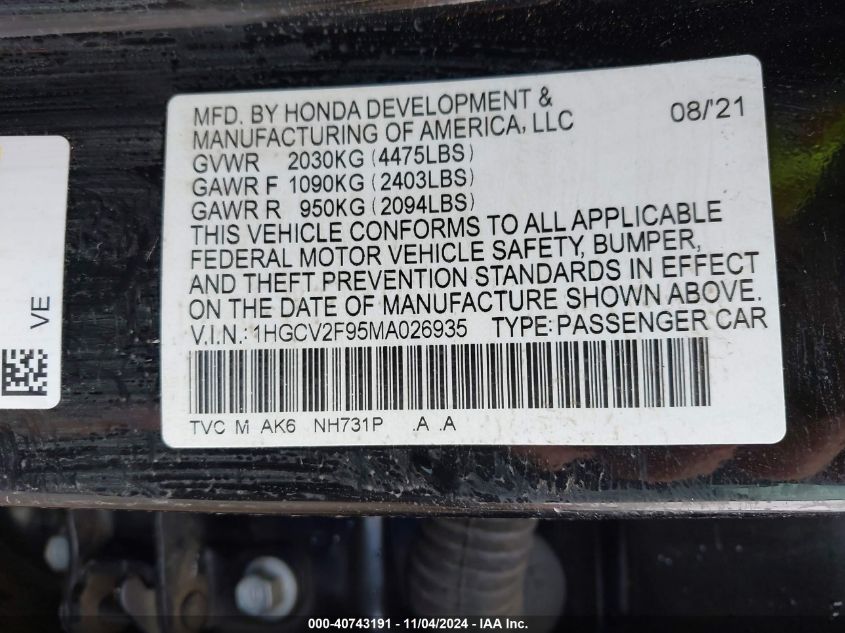 MFD. BY HONDA DEVELOPMENT &
MANUFACTURING OF AMERICA, LLC
08/'21
GVWR 2030KG (4475LBS)
GAWR F 1090KG (2403LBS)
GAWR R 950KG (2094LBS)
THIS VEHICLE CONFORMS TO ALL APPLICABLE
FEDERAL MOTOR VEHICLE SAFETY, BUMPER,
AND THEFT PREVENTION STANDARDS IN EFFECT
ON THE DATE OF MANUFACTURE SHOWN ABOVE.
V.I.N.: 1HGCV2F95MA026935 TYPE: PASSENGER CAR
TVC M AK6 NH731P .A .A
VE
000-40743191 - 11/04/2024 - IAA Inc.